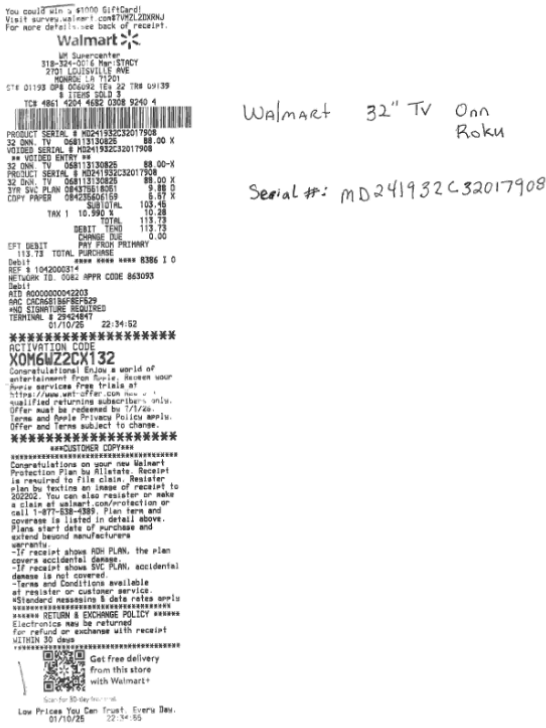 You could win a $1000 GiftCard!
Visit survey.walmart.com#7VMZL2DXRNJ
For more details,see back of receipt.
Walmart
WM Supercenter
318-324-0016 Mgr:STACY
2701 LOUISVILLE AVE
MONROE LA 71201
ST# 01193 OP# 006092 TE# 22 TR# 09139
# ITEMS SOLD 3
TC# 4861 4204 4682 0308 9240 4
PRODUCT SERIAL # MD241932C32017908
32 ONN. TV 068113130825 88.00 X
VOIDED SERIAL # MD241932C32017908
** VOIDED ENTRY **
32 ONN. TV 068113130825 88.00-X
PRODUCT SERIAL # MD241932C32017908
32 ONN. TV 068113130825 88.00 X
3YR SVC PLAN 084375618051 9.88 O
COPY PAPER 084235606159 5.57 X
SUBTOTAL 103.45
TAX 1 10.990 % 10.28
TOTAL 113.73
DEBIT TEND 113.73
CHANGE DUE 0.00
EFT DEBIT PAY FROM PRIMARY
113.73 TOTAL PURCHASE
Debit **** **** **** 8386 I 0
REF # 1042000314
NETWORK ID. 0082 APPR CODE 863093
Debit
AID A0000000042203
AAC CACA681B6F8EF629
*NO SIGNATURE REQUIRED
TERMINAL # 29424847
01/10/25 22:34:52
ACTIVATION CODE
X0M6WZ2CX132
Congratulations! Enjoy a world of
entertainment from Apple. Redeem your
Apple services free trials at
https://www.wmt-offer.com
qualified returning subscribers only.
Offer must be redeemed by 7/1/25.
Terms and Apple Privacy Policy apply.
Offer and Terms subject to change.
***CUSTOMER COPY***
Congratulations on your new Walmart
Protection Plan by Allstate. Receipt
is required to file claim. Register
plan by texting an image of receipt to
202202. You can also register or make
a claim at walmart.com/protection or
call 1-877-538-4389. Plan term and
coverage is listed in detail above.
Plans start date of purchase and
extend beyond manufacturers
warranty.
-If receipt shows ADH PLAN, the plan
covers accidental damage.
-If receipt shows SVC PLAN, accidental
damage is not covered.
-Terms and Conditions available
at register or customer service.
*Standard messaging & data rates apply
****** RETURN & EXCHANGE POLICY ******
Electronics may be returned
for refund or exchange with receipt
WITHIN 30 days
Get free delivery
from this store
with Walmart+
Scan for 30-day free trial.
Low Prices You Can Trust. Every Day.
01/10/25 22:34:55
Walmart 32" TV Onn
Roku
Serial #: MD241932C32017908